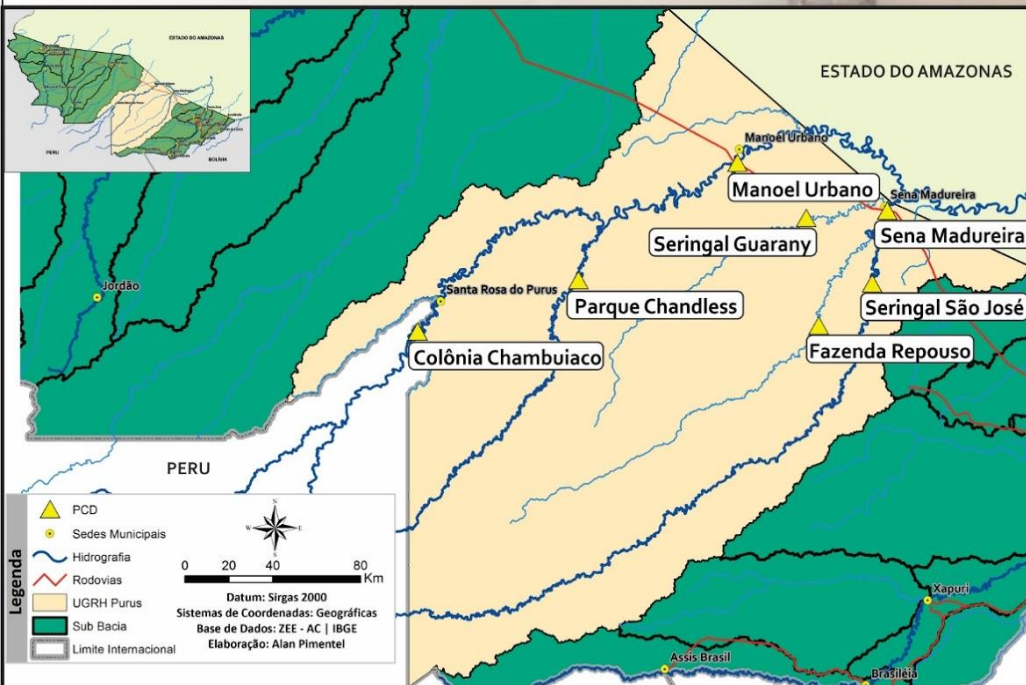 ESTADO DO AMAZONAS
PERU
BOLÍVIA
ESTADO DO AMAZONAS
Manoel Urbano
Manoel Urbano
Sena Madureira
Seringal Guarany
Sena Madureira
Jordão
Santa Rosa do Purus
Parque Chandless
Seringal São José
Colônia Chambuiaco
Fazenda Repouso
PERU
Legenda
PCD
Sedes Municipais
Hidrografia
Rodovias
UGRH Purus
Sub Bacia
Limite Internacional
N
W E
S
0 20 40 80
Km
Datum: Sirgas 2000
Sistemas de Coordenadas: Geográficas
Base de Dados: ZEE - AC | IBGE
Elaboração: Alan Pimentel
Xapuri
Assis Brasil
Brasiléia